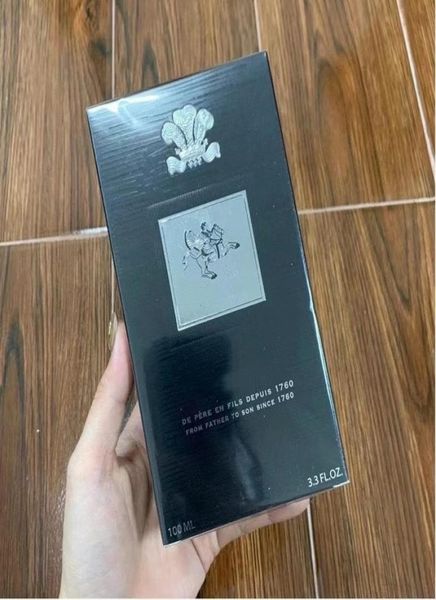 DE PÈRE EN FILS DEPUIS 1760
FROM FATHER TO SON SINCE 1760
100 ML
3.3 FL.OZ.